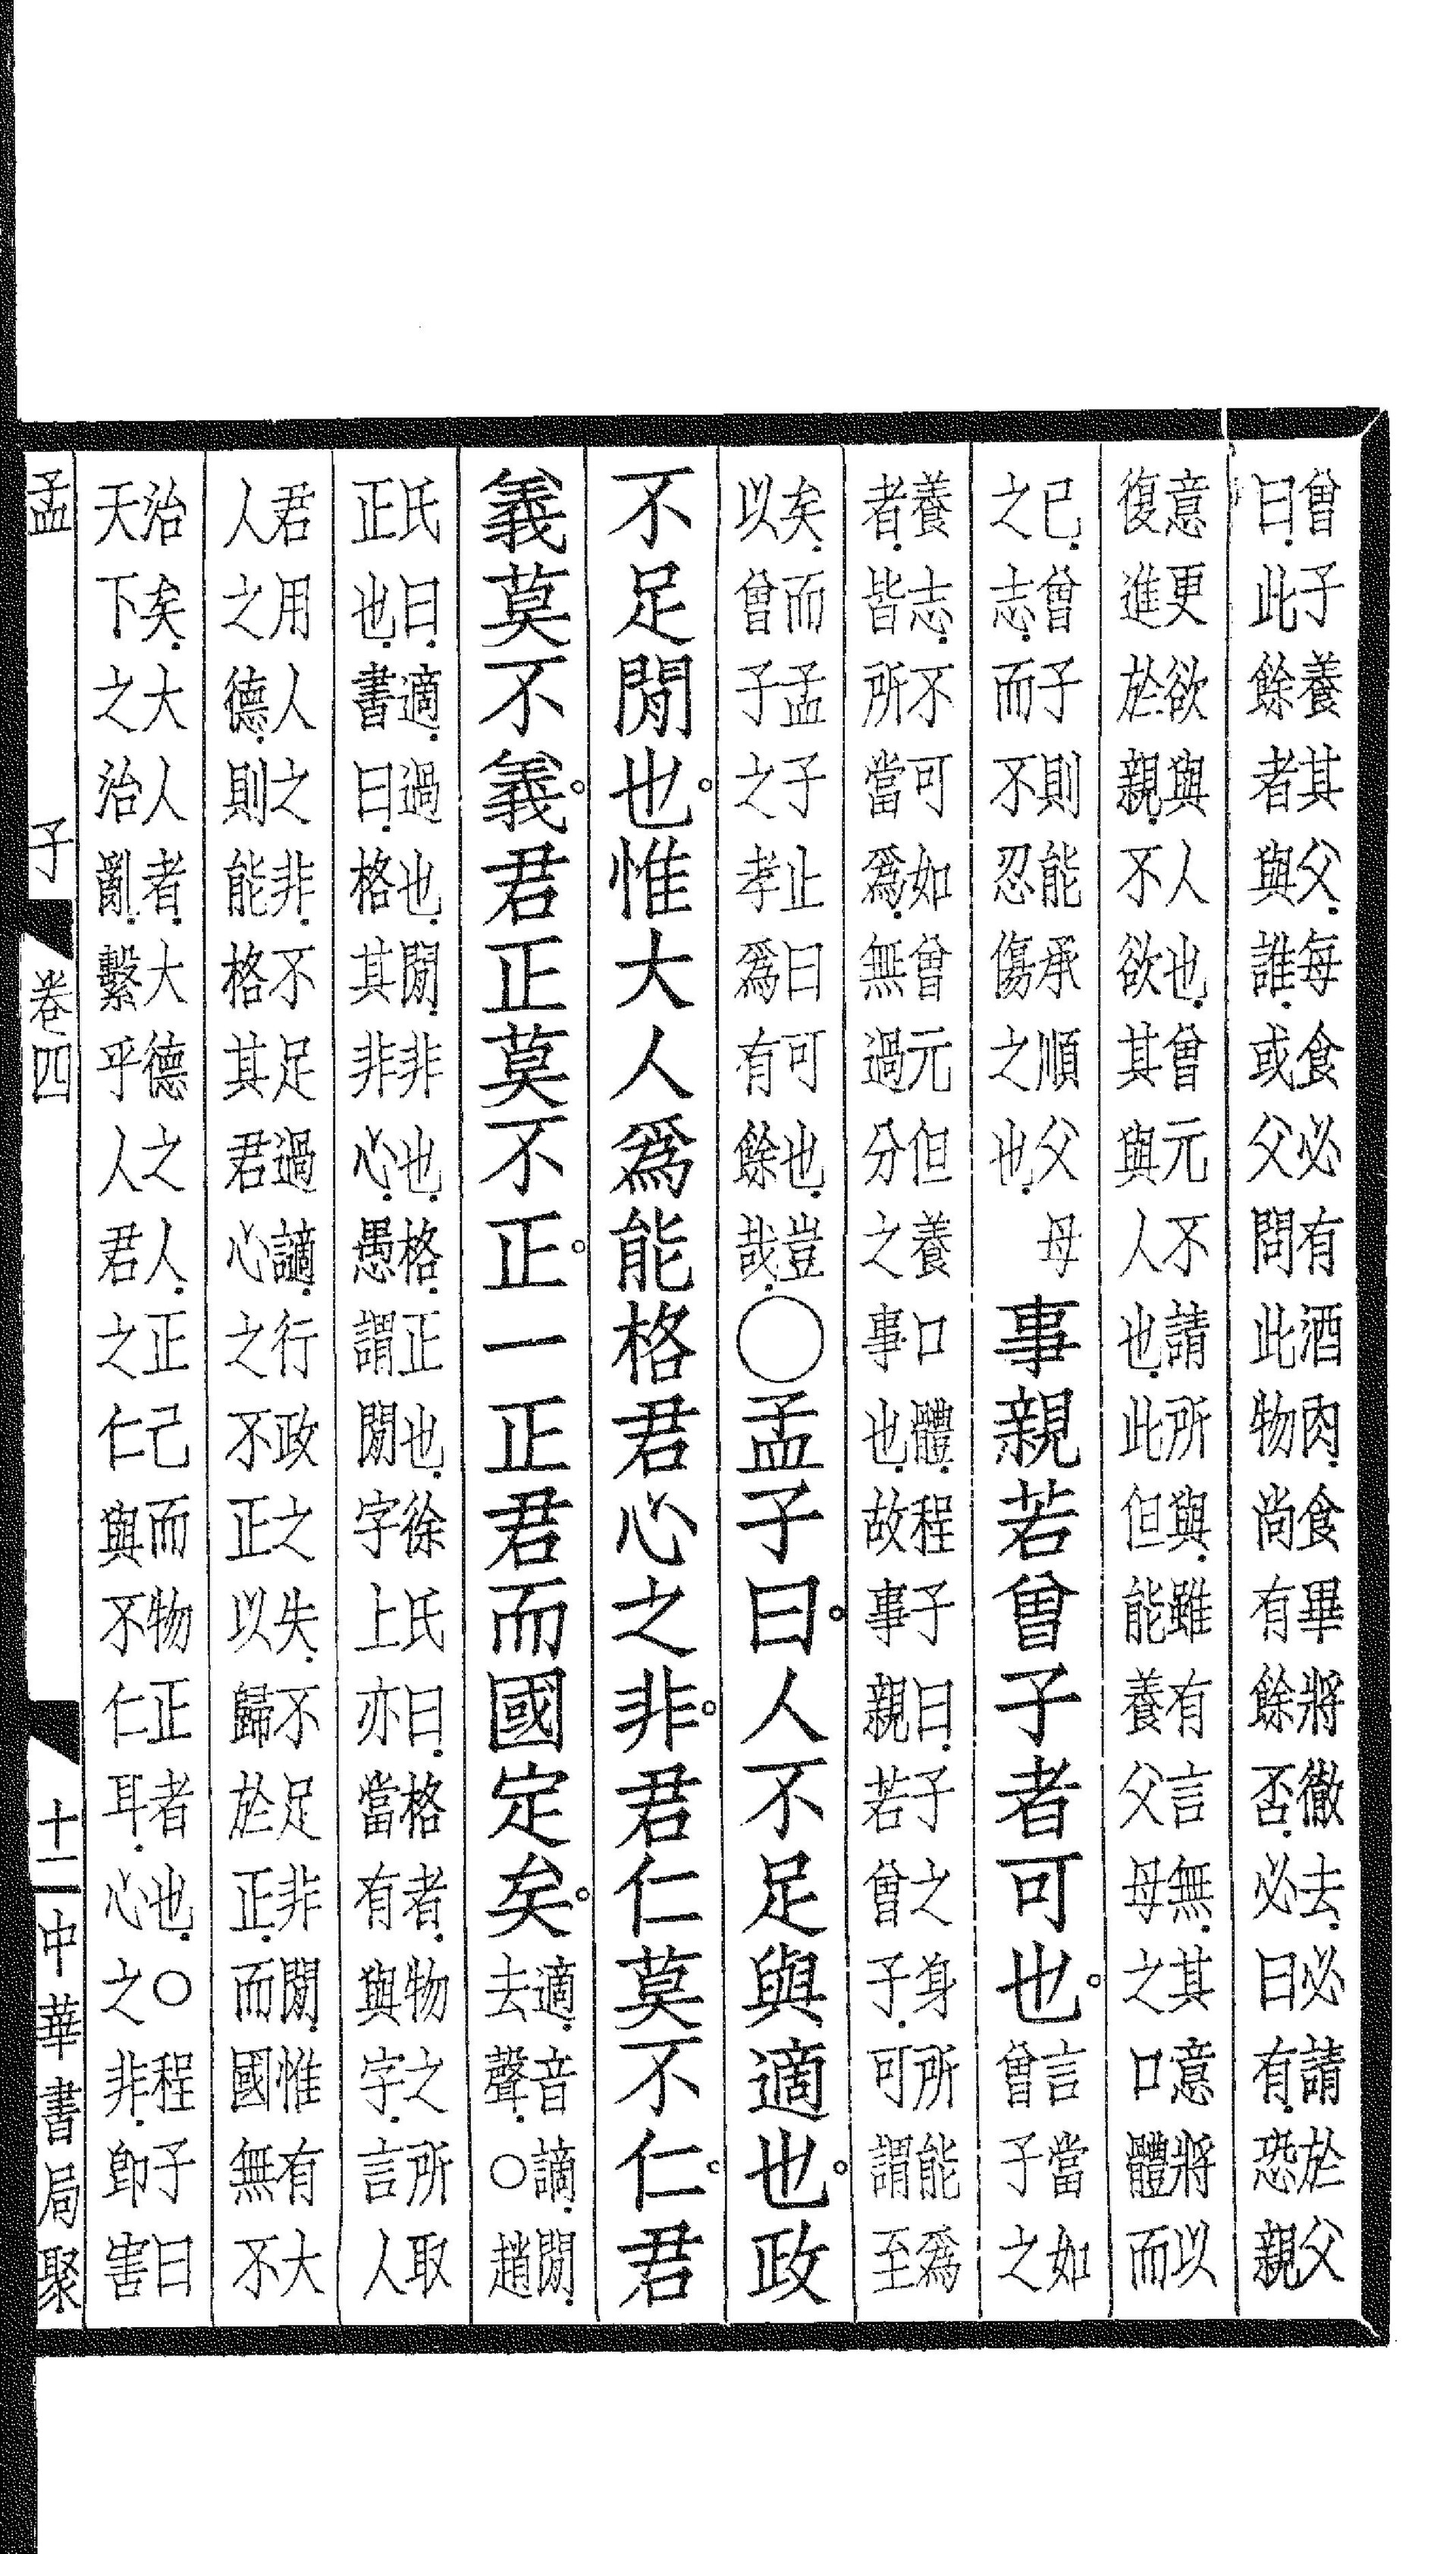 曾子養其父.每食必有酒肉.食畢將徹去.必請於父
曰.此餘者與誰.或父問此物尚有餘否.必曰有.恐親
意更欲與人也.曾元不請所與.雖有言無.其意將以
復進於親.不欲其與人也.此但能養父母之口體而
已.曾子則能承順父母
之志.而不忍傷之也.
事親若曾子者可也。
言當如
曾子之
養志.不可如曾元但養口體.程子曰.子之身所能爲
者.皆所當爲.無過分之事也.故事親若曾子.可謂至
矣.而孟子止曰可也.豈
以曾子之孝爲有餘哉.
○孟子曰。人不足與適也。政
不足閒也。惟大人爲能格君心之非。君仁莫不仁。君
義莫不義。君正莫不正。一正君而國定矣。
適.音謫.閒.
去聲.○趙
氏曰.適.過也.閒.非也.格.正也.徐氏曰.格者.物之所取
正也.書曰.格其非心.愚謂閒字上亦當有與字.言人
君用人之非.不足過謫.行政之失.不足非閒.惟有大
人之德.則能格其君心之不正以歸於正.而國無不
治矣.大人者.大德之人.正己而物正者也.○程子曰
天下之治亂.繫乎人君之仁與不仁耳.心之非.卽害
孟子 卷四 十二 中華書局聚